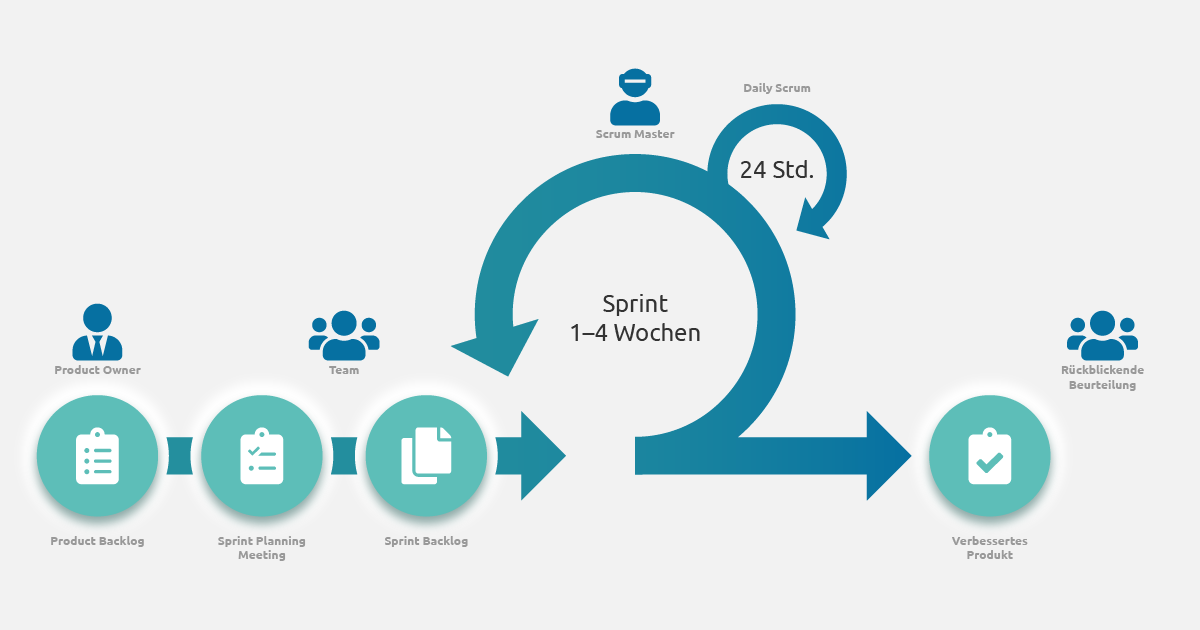 Daily Scrum
Scrum Master
24 Std.
Sprint
1–4 Wochen
Product Owner
Team
Rückblickende
Beurteilung
Product Backlog
Sprint Planning
Meeting
Sprint Backlog
Verbessertes
Produkt